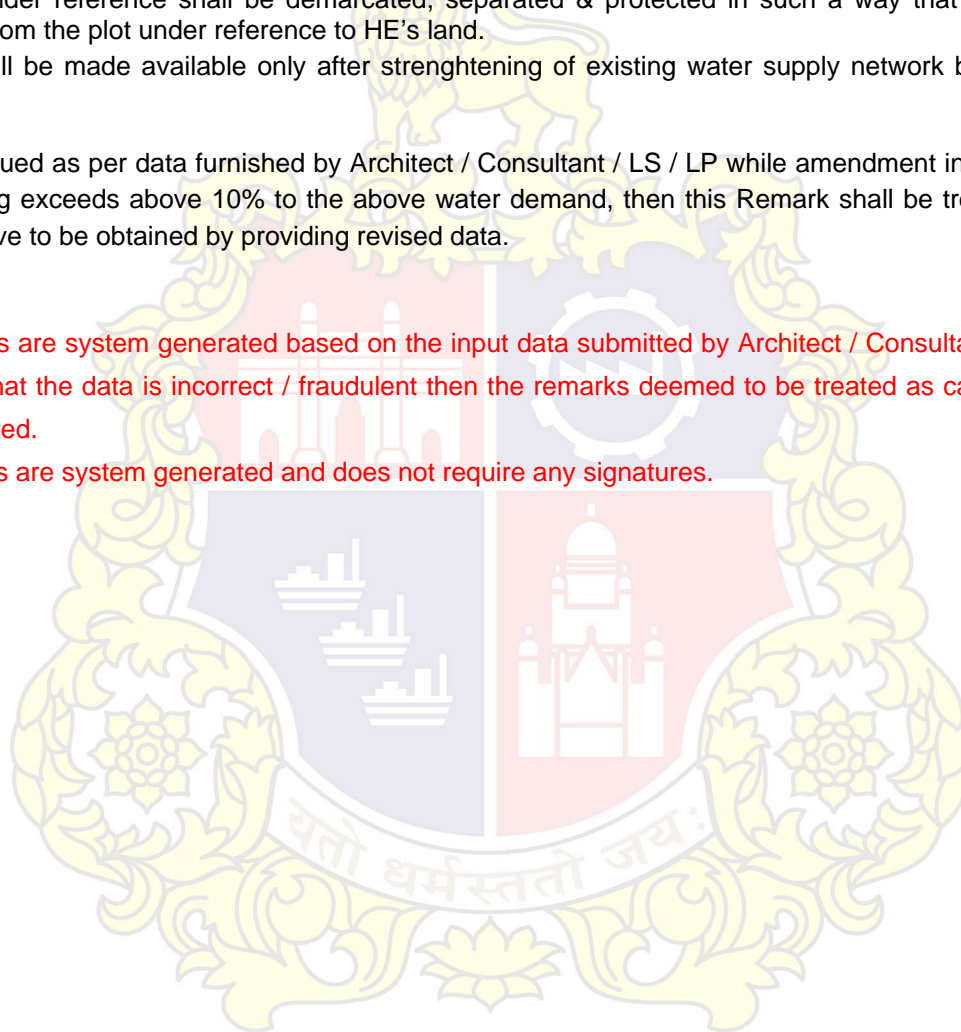 der reference shall be demarcated, separated & protected in such a way that
om the plot under reference to HE's land.
ll be made available only after strenghtening of existing water supply network b
ued as per data furnished by Architect / Consultant / LS / LP while amendment in
g exceeds above 10% to the above water demand, then this Remark shall be tre
ve to be obtained by providing revised data.
s are system generated based on the input data submitted by Architect / Consulta
hat the data is incorrect / fraudulent then the remarks deemed to be treated as ca
ted.
s are system generated and does not require any signatures.
यतो धर्मस्ततो जय: